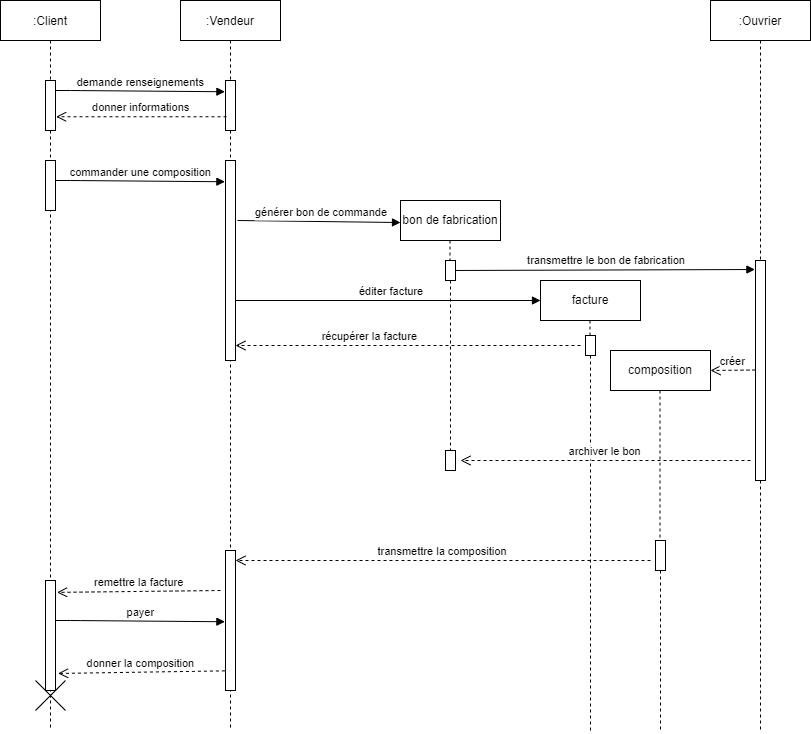 :Client
:Vendeur
:Ouvrier
demande renseignements
donner informations
commander une composition
générer bon de commande
bon de fabrication
transmettre le bon de fabrication
éditer facture
facture
récupérer la facture
créer
composition
archiver le bon
transmettre la composition
remettre la facture
payer
donner la composition